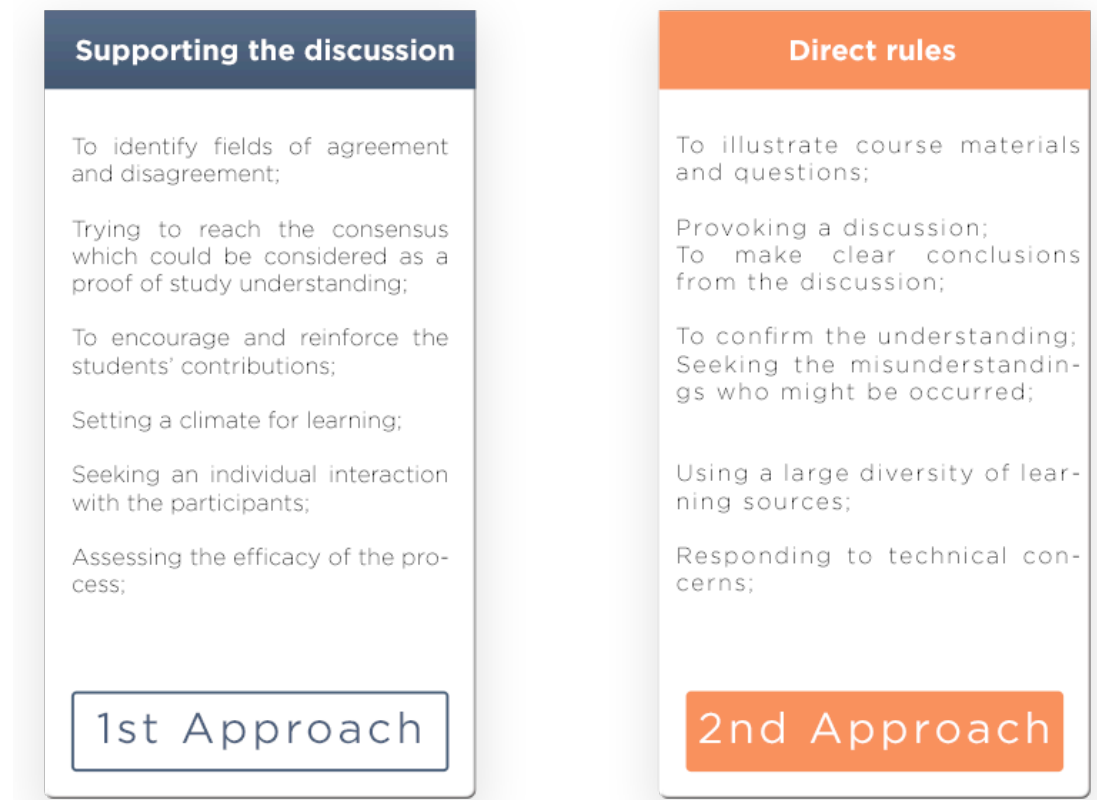 Supporting the discussion
To identify fields of agreement
and disagreement;
Trying to reach the consensus
which could be considered as a
proof of study understanding;
To encourage and reinforce the
students' contributions;
Setting a climate for learning;
Seeking an individual interaction
with the participants;
Assessing the efficacy of the pro-
cess;
1st Approach
Direct rules
To illustrate course materials
and questions;
Provoking a discussion;
To make clear conclusions
from the discussion;
To confirm the understanding;
Seeking the misunderstandin-
gs who might be occurred;
Using a large diversity of lear-
ning sources;
Responding to technical con-
cerns;
2nd Approach